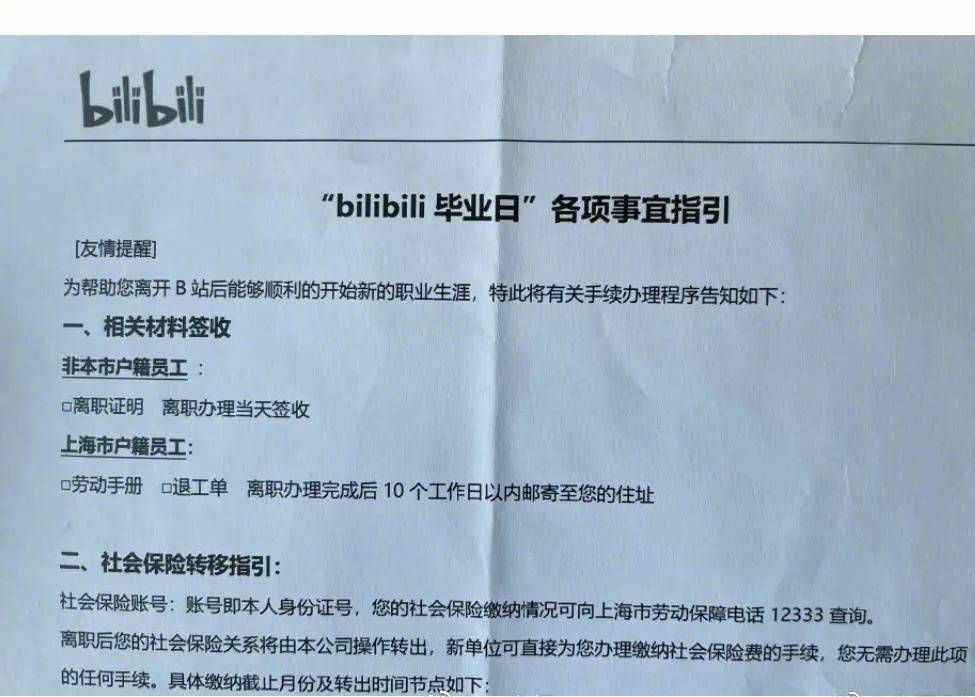 bilibili
“bilibili 毕业日”各项事宜指引
[友情提醒]
为帮助您离开 B 站后能够顺利的开始新的职业生涯，特此将有关手续办理程序告知如下：
一、相关材料签收
非本市户籍员工 ：
□离职证明 离职办理当天签收
上海市户籍员工：
□劳动手册 □退工单 离职办理完成后 10 个工作日以内邮寄至您的住址
二、社会保险转移指引：
社会保险账号：账号即本人身份证号，您的社会保险缴纳情况可向上海市劳动保障电话 12333 查询。
离职后您的社会保险关系将由本公司操作转出，新单位可直接为您办理缴纳社会保险费的手续，您无需办理此项
的任何手续。具体缴纳截止月份及转出时间节点如下：